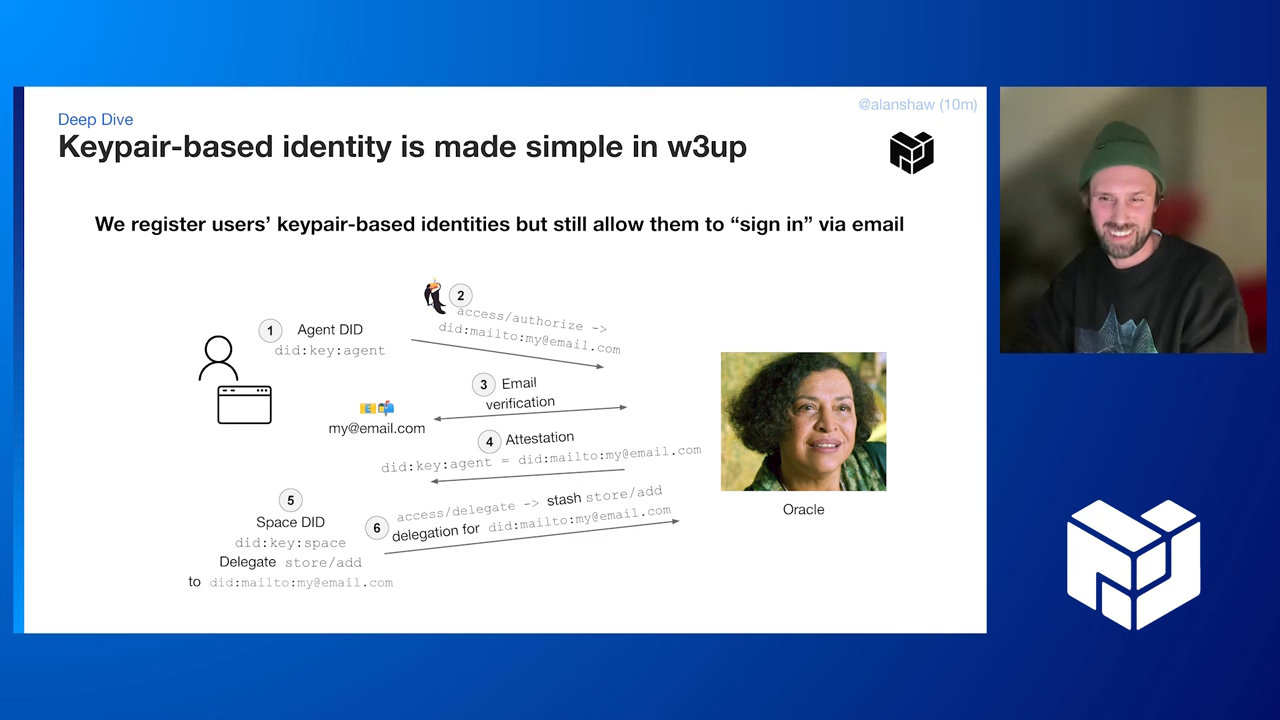 @alanshaw (10m)
Deep Dive
Keypair-based identity is made simple in w3up
We register users’ keypair-based identities but still allow them to “sign in” via email
1 Agent DID
did:key:agent
2
access/authorize ->
did:mailto:my@email.com
3 Email
verification
my@email.com
4 Attestation
did:key:agent = did:mailto:my@email.com
5
Space DID
did:key:space
Delegate store/add
to did:mailto:my@email.com
6 access/delegate -> stash store/add
delegation for did:mailto:my@email.com
Oracle